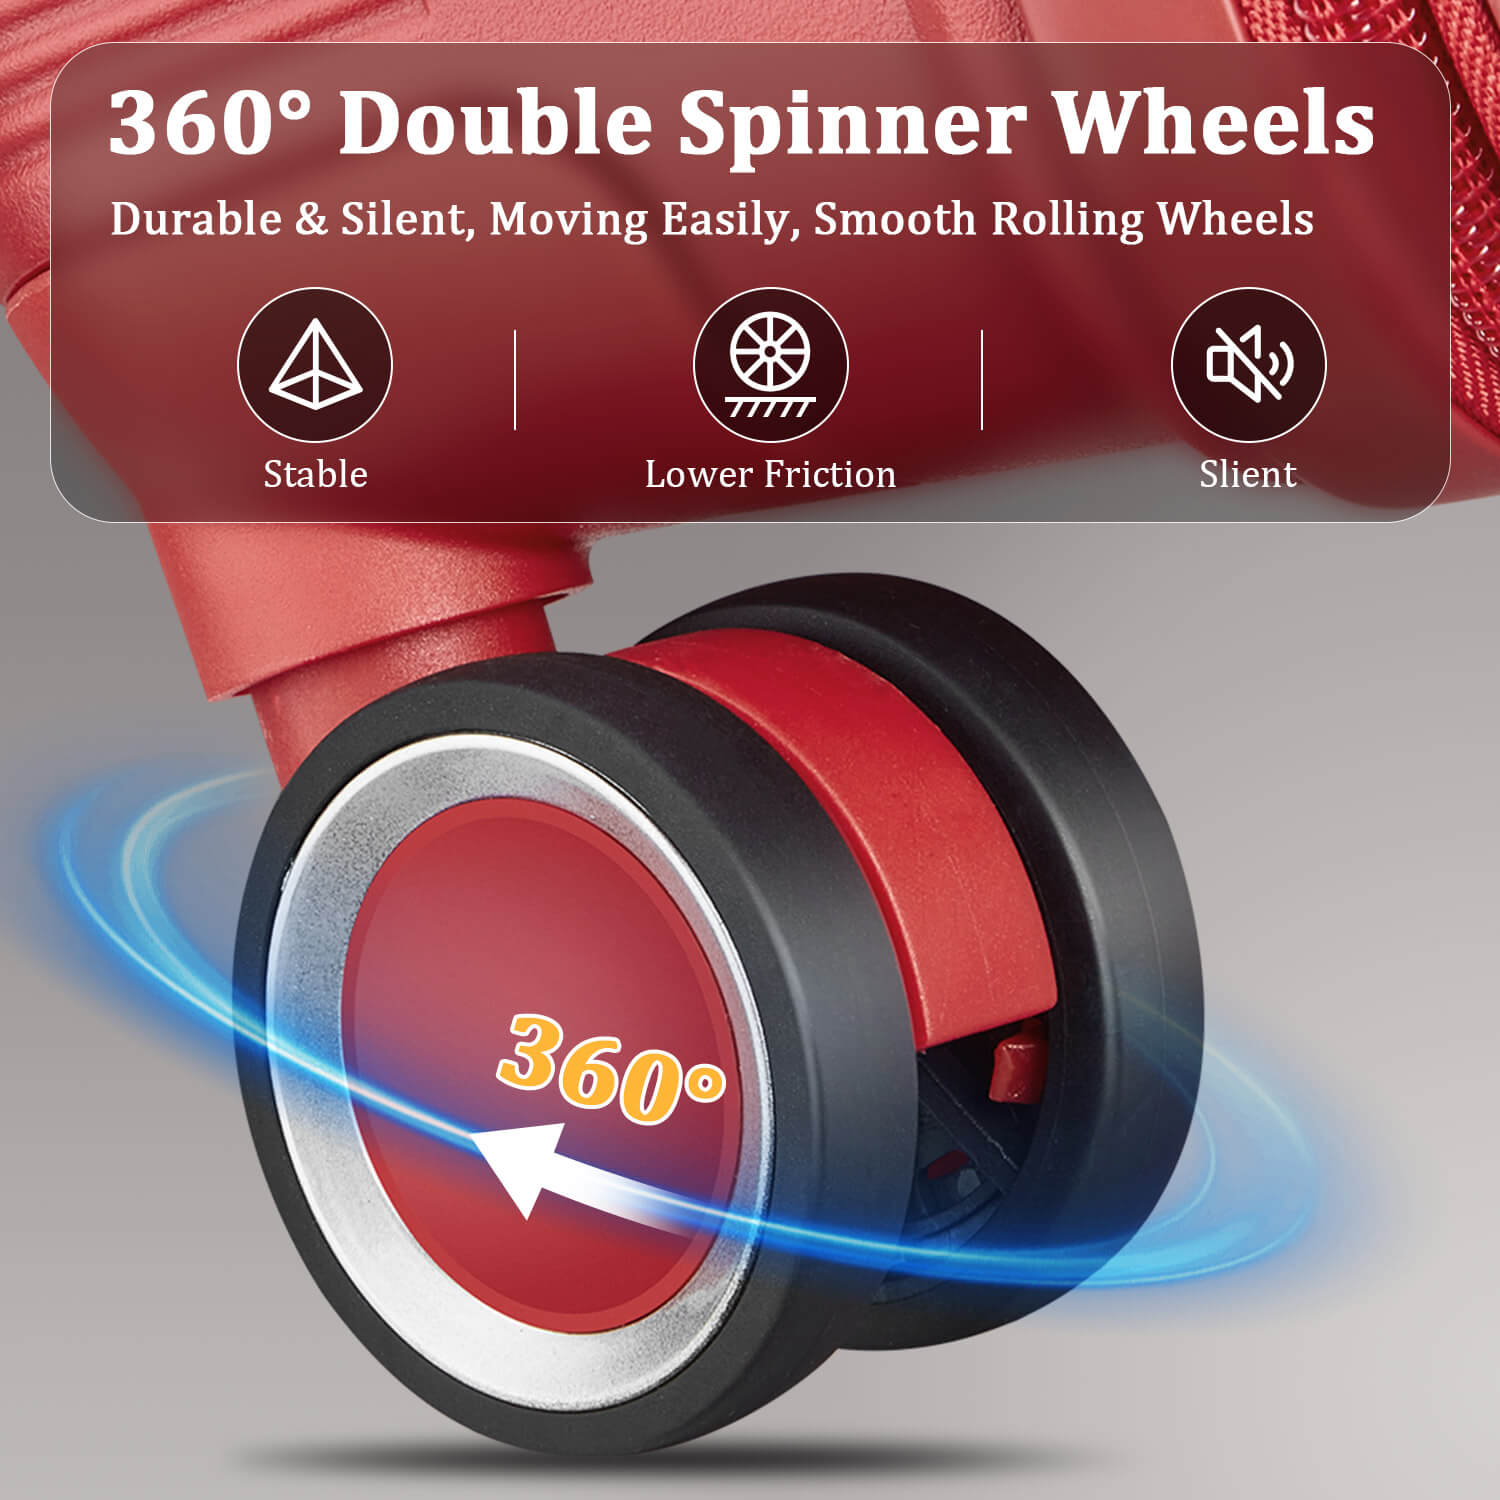 360° Double Spinner Wheels
Durable & Silent, Moving Easily, Smooth Rolling Wheels
Stable
Lower Friction
Slient
360°